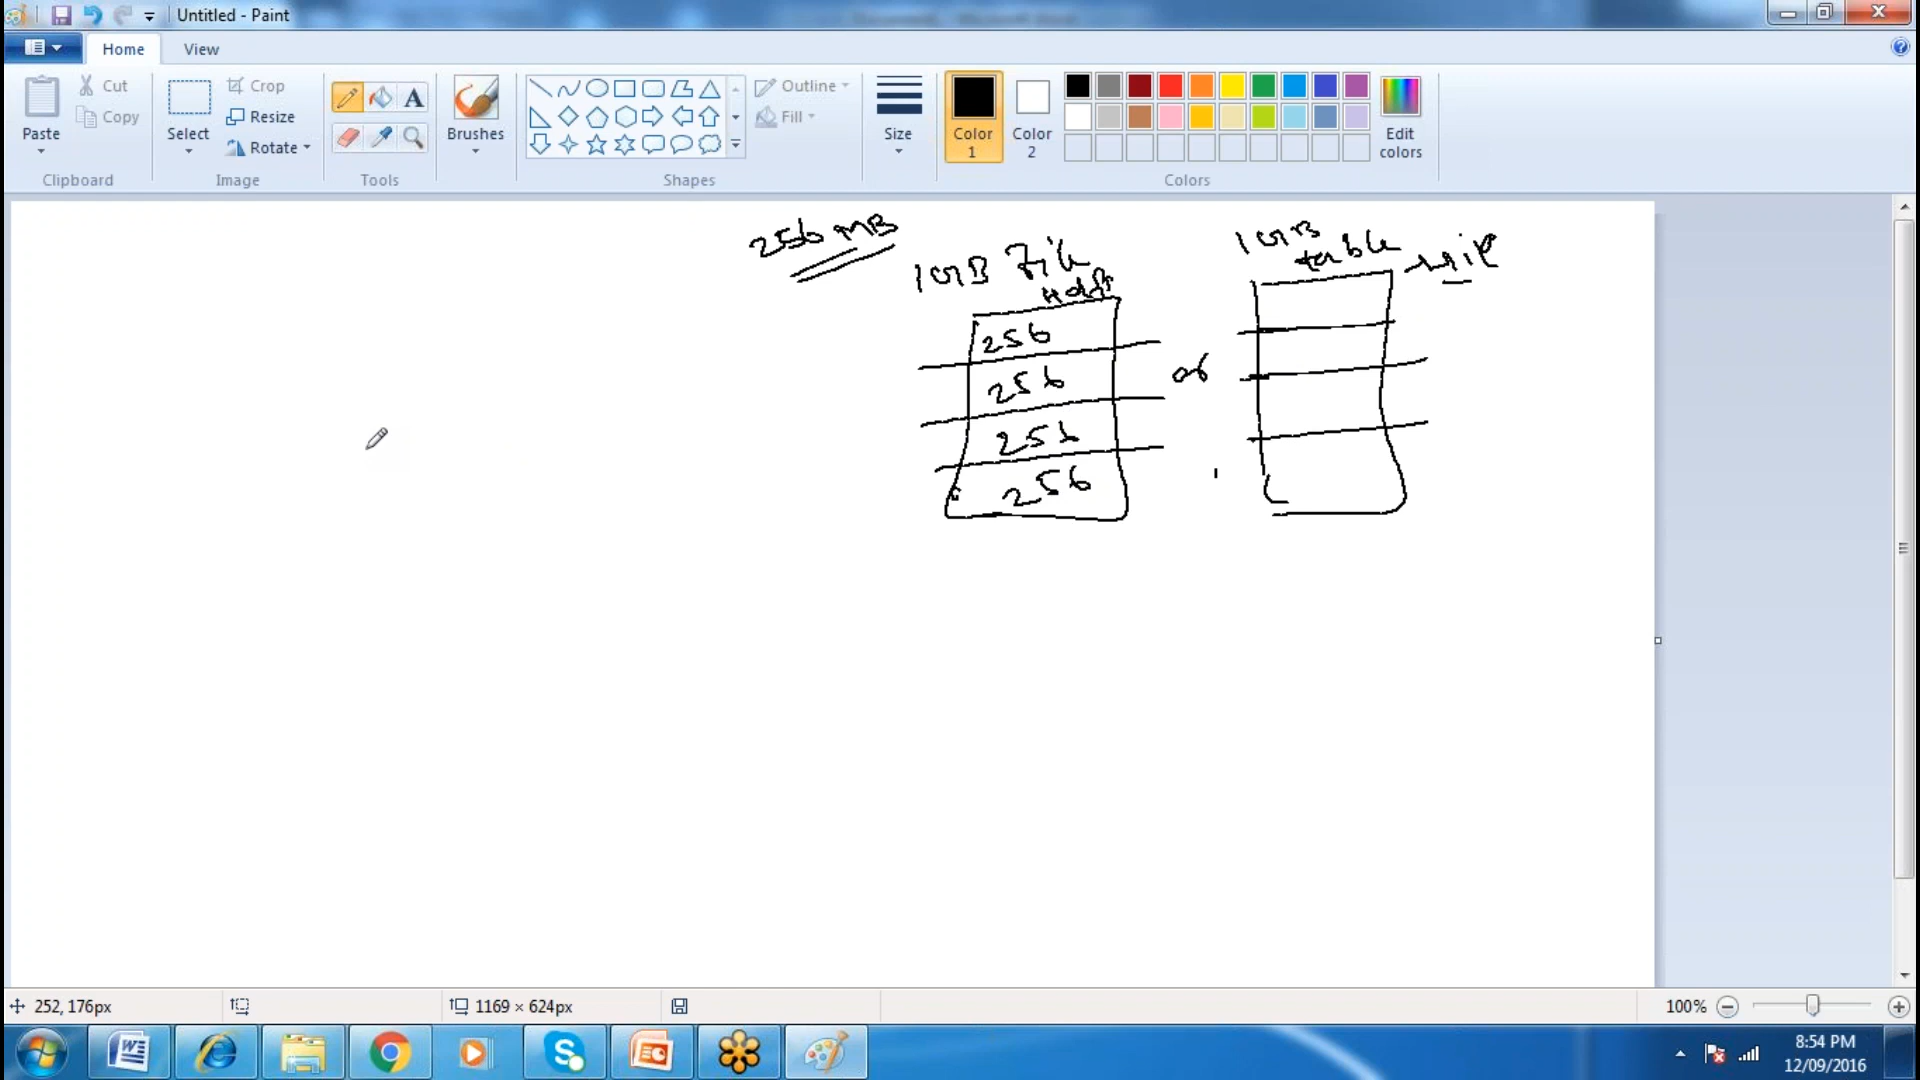 Untitled - Paint
Home View
Paste
Cut
Copy
Clipboard
Select
Crop
Resize
Rotate
Image
A
Tools
Brushes
Shapes
Outline
Fill
Size
Color
1
Color
2
Edit
colors
Colors
256 MB
1GB File
1GB
table
256
256
256
256
or
252, 176px
1169 × 624px
100%
8:54 PM
12/09/2016